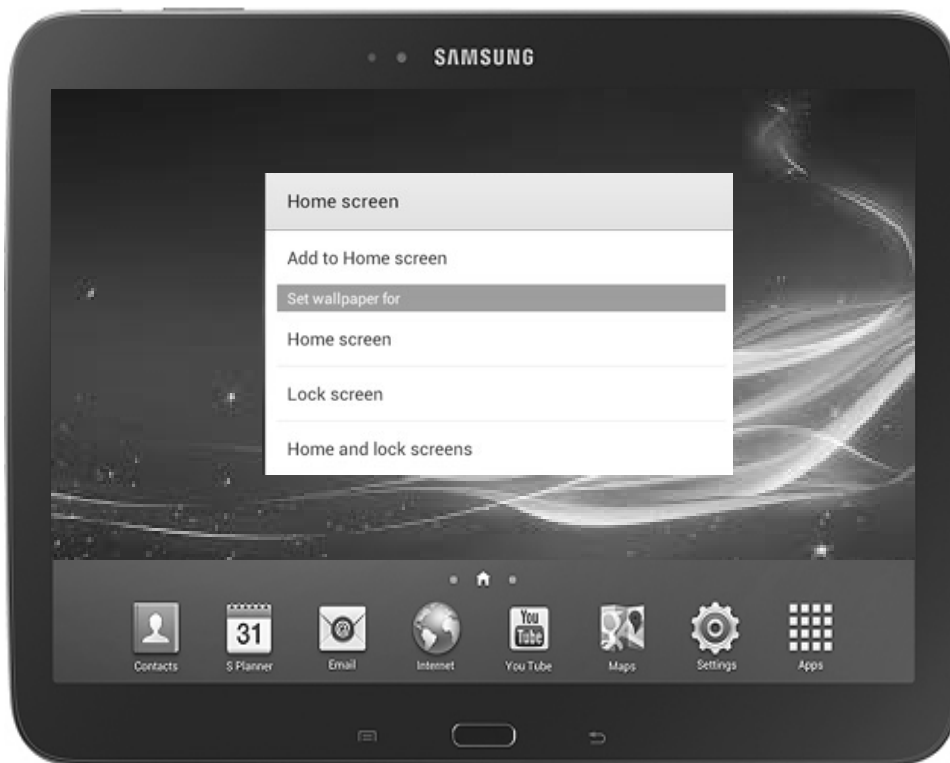 SAMSUNG
Home screen
Add to Home screen
Set wallpaper for
Home screen
Lock screen
Home and lock screens
31
You
Tube
Contacts
S Planner
Email
Internet
You Tube
Maps
Settings
Apps